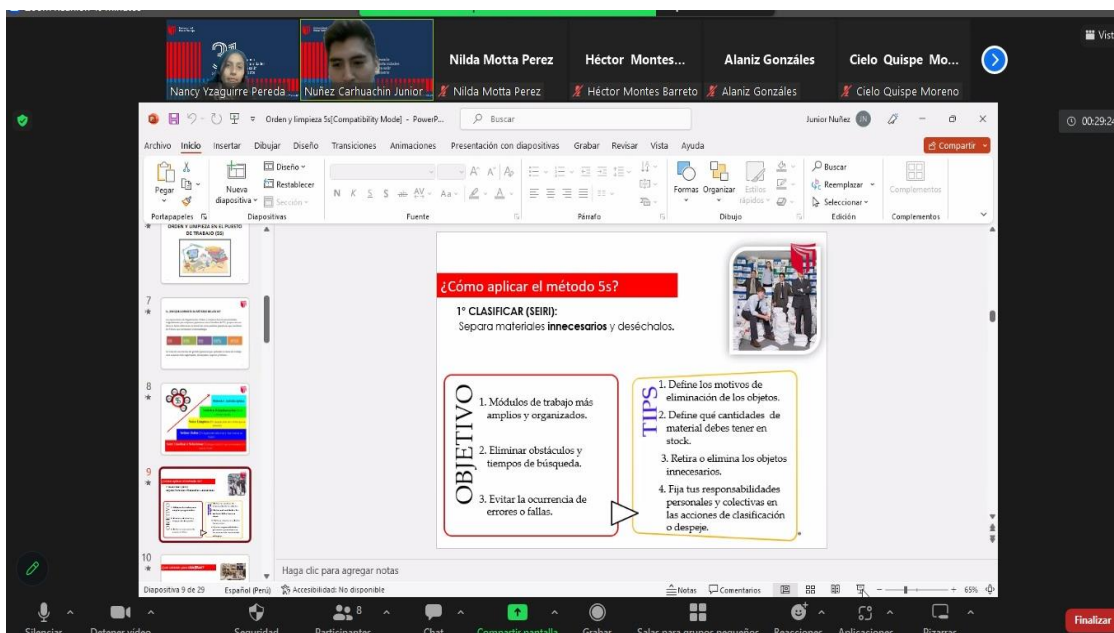 Nilda Motta Perez
Héctor Montes...
Alaniz Gonzáles
Cielo Quispe Mo...
Vist
Nancy Yzaguirre Pereda
Nuñez Carhuachin Junior
Nilda Motta Perez
Héctor Montes Barreto
Alaniz Gonzáles
Cielo Quispe Moreno
00:29:24
Orden y limpieza 5s[Compatibility Mode] - PowerP...
Buscar
Junior Nuñez
JN
Archivo Inicio Insertar Dibujar Diseño Transiciones Animaciones Presentación con diapositivas Grabar Revisar Vista Ayuda
Compartir
Pegar
Nueva diapositiva
Diseño
Restablecer
Sección
N K S S ab AV Aa A
Formas Organizar Estilos rápidos
Buscar
Reemplazar
Seleccionar
Complementos
Portapapeles Diapositivas Fuente Párrafo Dibujo Edición Complementos
ORDEN Y LIMPIEZA EN EL PUESTO
DE TRABAJO (5S)
7
8
9
10
¿Cómo aplicar el método 5s?
1° CLASIFICAR (SEIRI):
Separa materiales innecesarios y deséchalos.
OBJETIVO
1. Módulos de trabajo más
amplios y organizados.
2. Eliminar obstáculos y
tiempos de búsqueda.
3. Evitar la ocurrencia de
errores o fallas.
TIPS
1. Define los motivos de
eliminación de los objetos.
2. Define qué cantidades de
material debes tener en
stock.
3. Retira o elimina los objetos
innecesarios.
4. Fija tus responsabilidades
personales y colectivas en
las acciones de clasificación
o despeje.
Haga clic para agregar notas
Diapositiva 9 de 29 Español (Perú) Accesibilidad: No disponible
Notas Comentarios 65%
Silenciar Detener video Seguridad Participantes 8 Chat Compartir pantalla Grabar Salas para grupos pequeños Reacciones Aplicaciones Pizarras
Finalizar